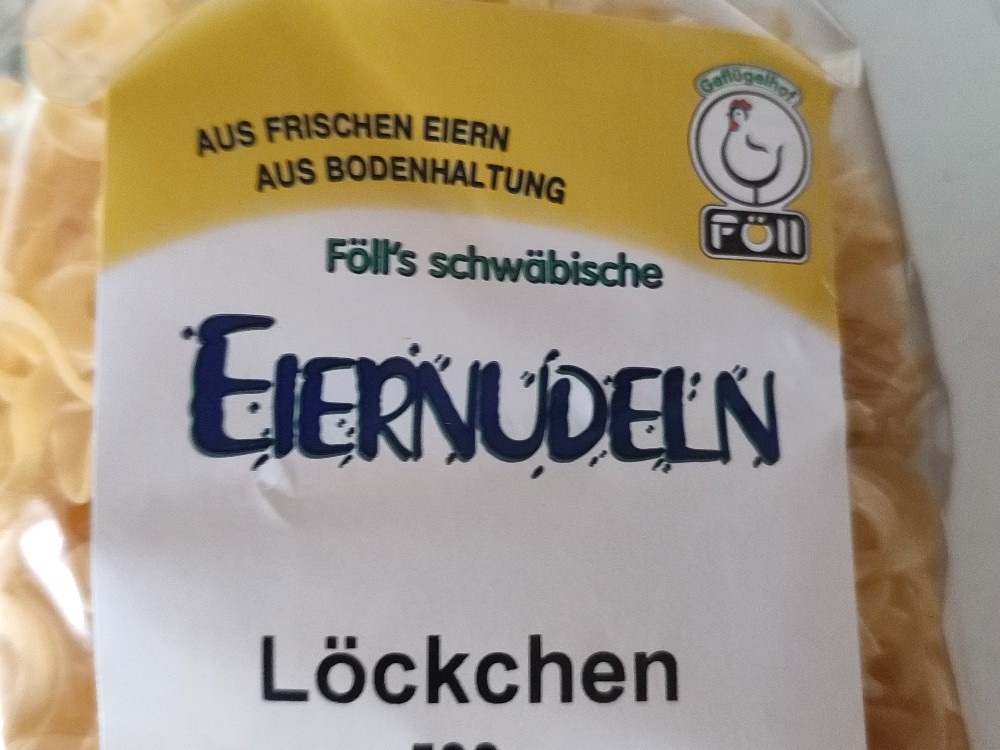 AUS FRISCHEN EIERN
AUS BODENHALTUNG
Geflügelhof
Föll
Föll's schwäbische
EIERNUDELN
Löckchen